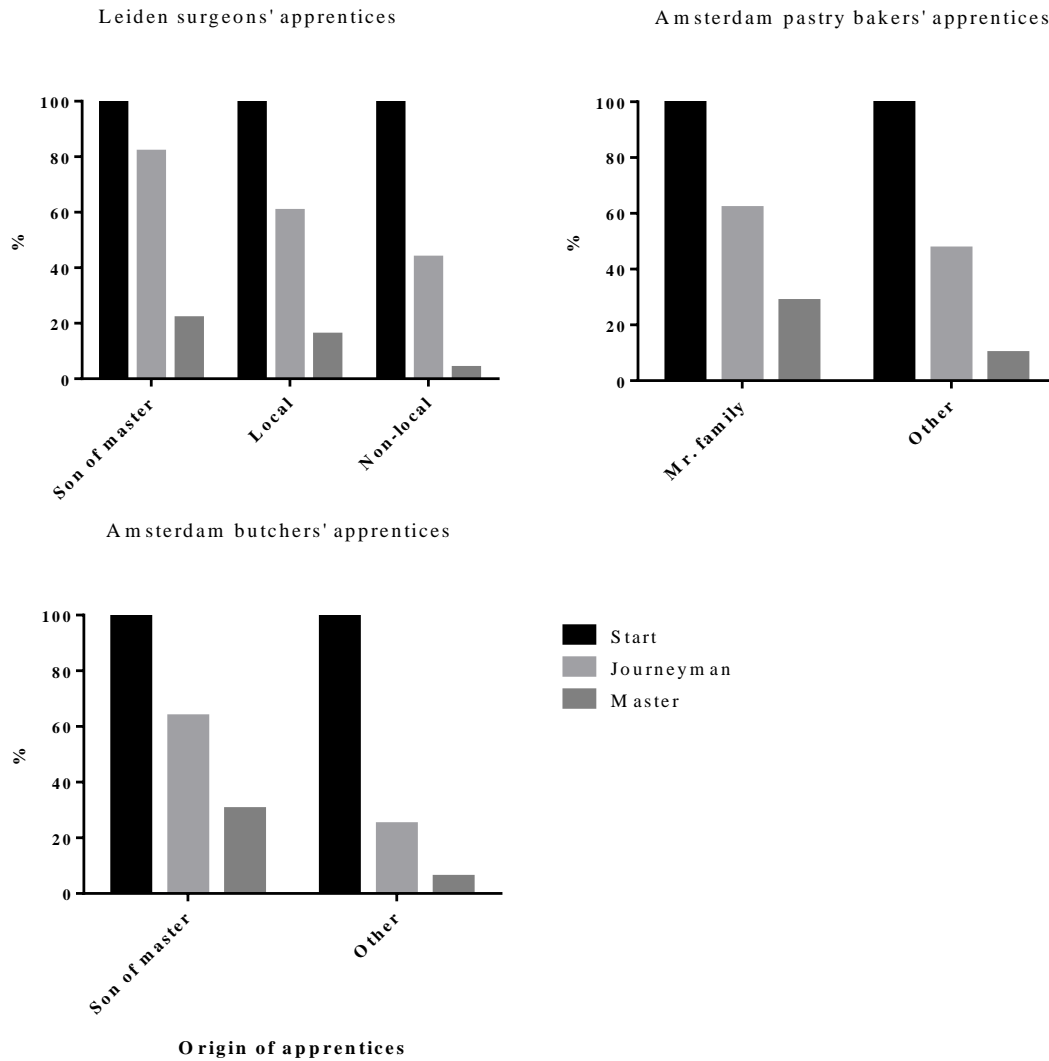 Leiden surgeons' apprentices
Amsterdam pastry bakers' apprentices
100
80
60
40
20
0
%
Son of master
Local
Non-local
100
80
60
40
20
0
%
Mr. family
Other
Amsterdam butchers' apprentices
100
80
60
40
20
0
%
Son of master
Other
Origin of apprentices
Start
Journeyman
Master